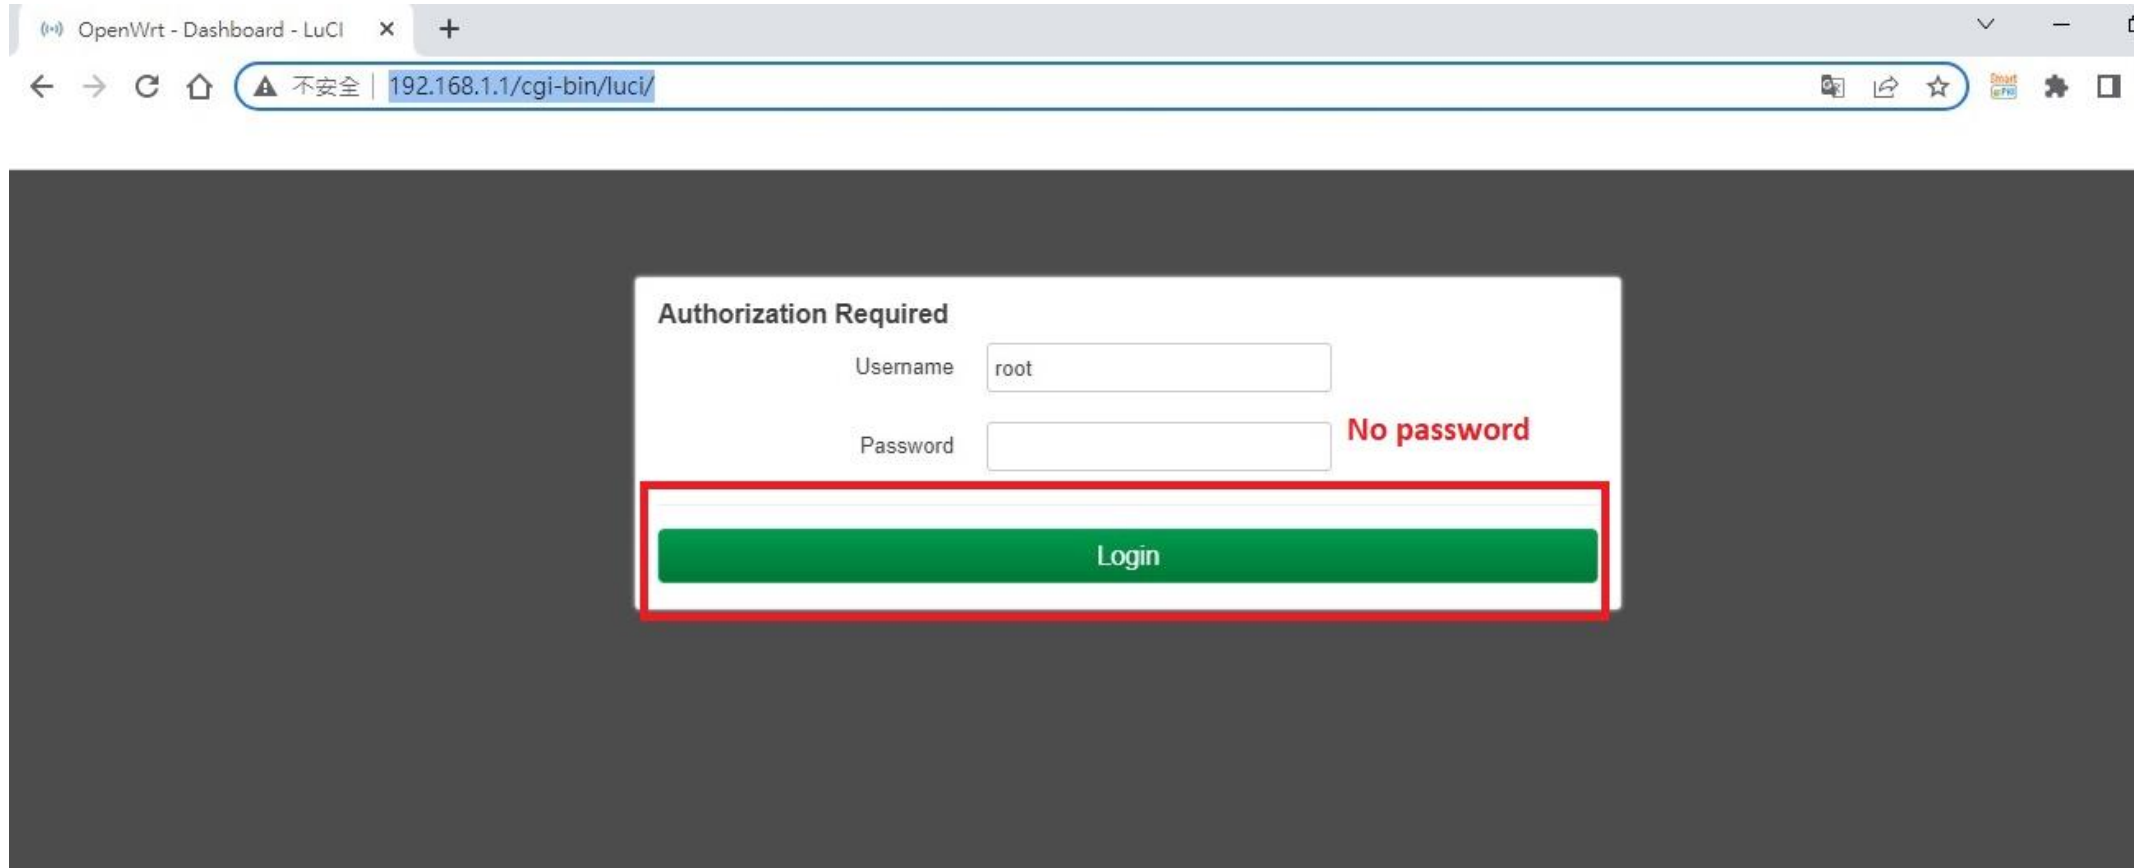 OpenWrt - Dashboard - LuCI
不安全 | 192.168.1.1/cgi-bin/luci/
Authorization Required
Username root
Password No password
Login